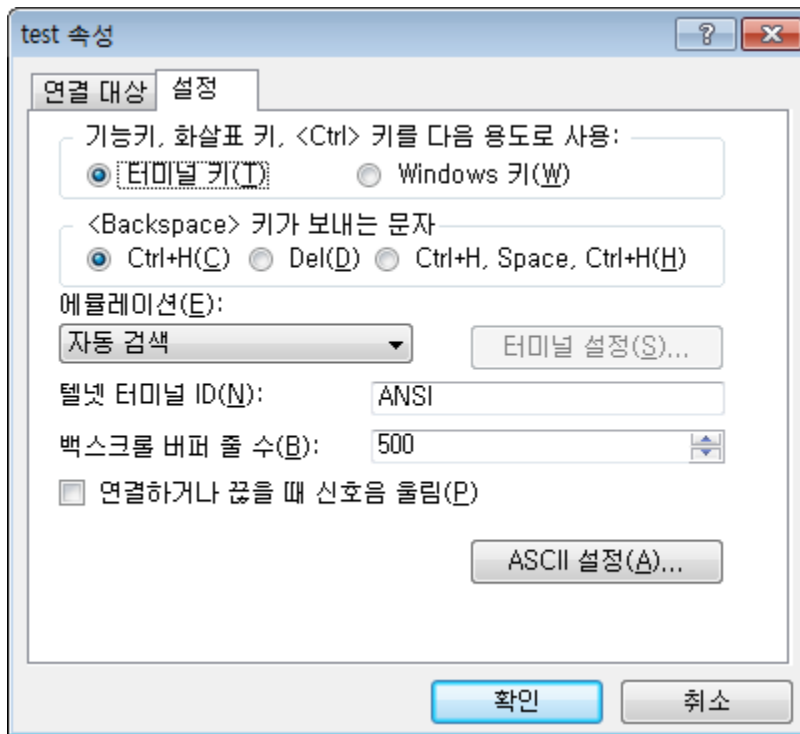 test 속성
연결 대상 설정
기능키, 화살표 키, <Ctrl> 키를 다음 용도로 사용:
터미널 키(T) Windows 키(W)
<Backspace> 키가 보내는 문자
Ctrl+H(C) Del(D) Ctrl+H, Space, Ctrl+H(H)
에뮬레이션(E):
자동 검색 터미널 설정(S)...
텔넷 터미널 ID(N): ANSI
백스크롤 버퍼 줄 수(B): 500
연결하거나 끊을 때 신호음 울림(P)
ASCII 설정(A)...
확인 취소